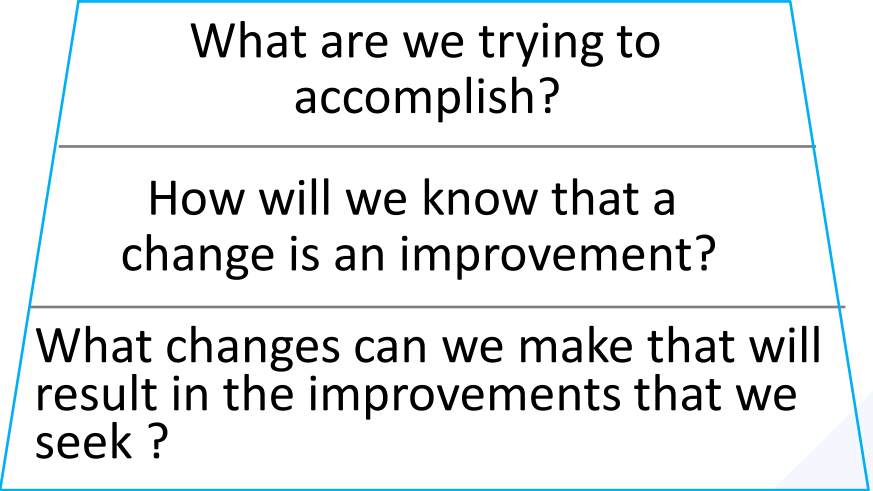 What are we trying to
accomplish?
How will we know that a
change is an improvement?
What changes can we make that will
result in the improvements that we
seek ?